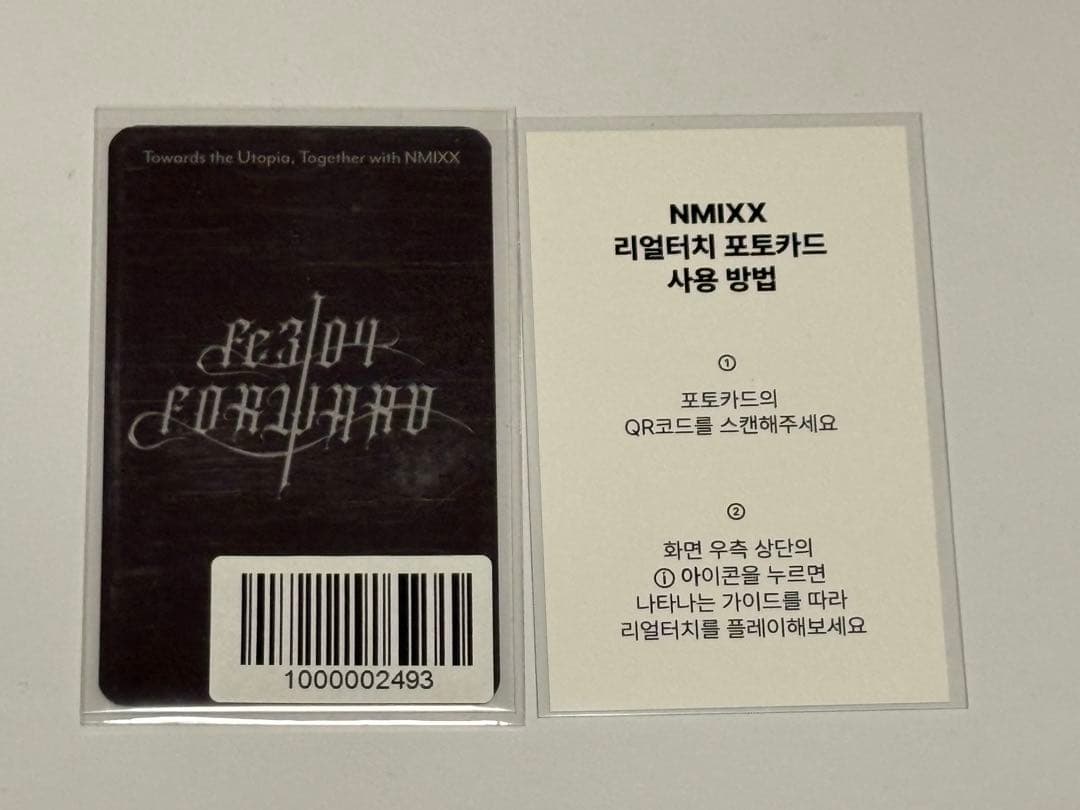 Towards the Utopia, Together with NMIXX
Fe3O4
FORWARD
1000002493
NMIXX
리얼터치 포토카드
사용 방법
①
포토카드의
QR코드를 스캔해주세요
②
화면 우측 상단의
ⓘ 아이콘을 누르면
나타나는 가이드를 따라
리얼터치를 플레이해보세요